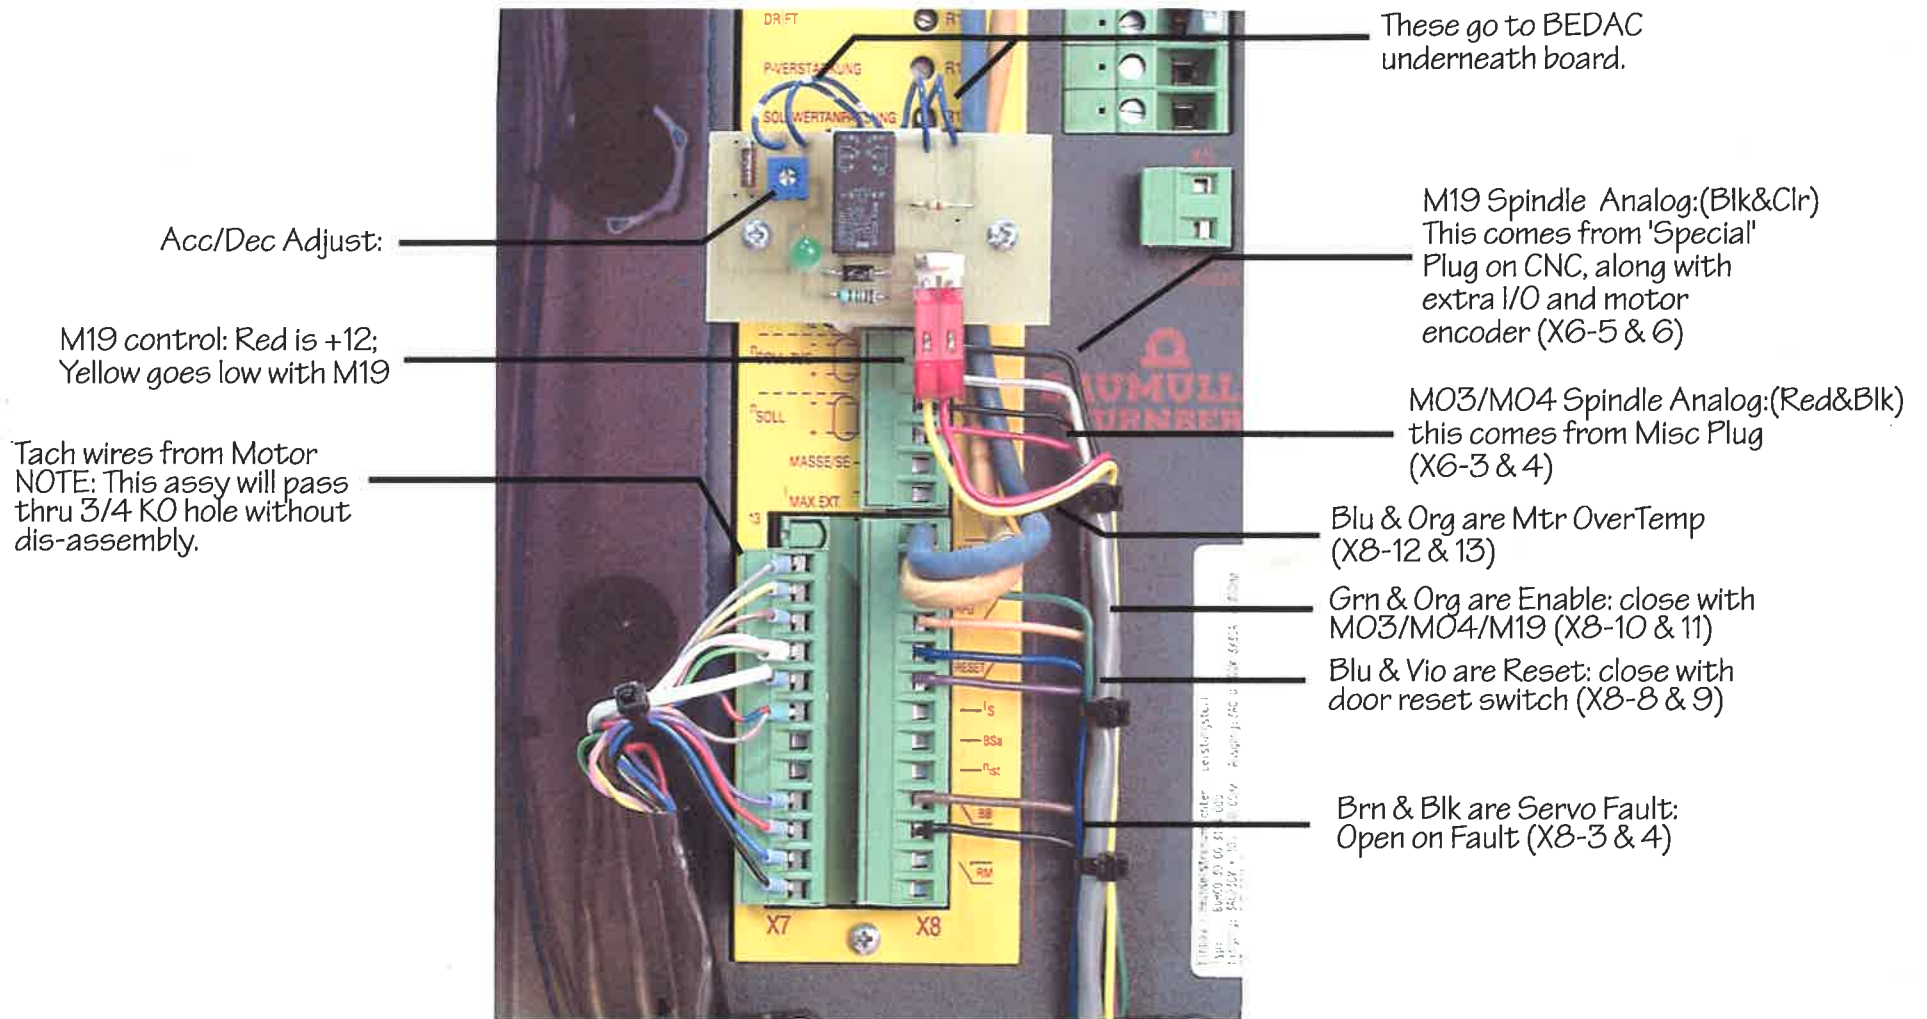 These go to BEDAC
underneath board.
DRIFT
R1
P-VERSTÄRKUNG
R1
Acc/Dec Adjust:
M19 Spindle Analog:(Blk&Clr)
This comes from 'Special'
Plug on CNC, along with
extra I/O and motor
encoder (X6-5 & 6)
M19 control: Red is +12;
Yellow goes low with M19
NSOLL
MASSE/SE
MAX EXT.
13
M03/M04 Spindle Analog:(Red&Blk)
this comes from Misc Plug
(X6-3 & 4)
Tach wires from Motor
NOTE: This assy will pass
thru 3/4 KO hole without
dis-assembly.
Blu & Org are Mtr OverTemp
(X8-12 & 13)
Grn & Org are Enable: close with
M03/M04/M19 (X8-10 & 11)
RESET
Blu & Vio are Reset: close with
door reset switch (X8-8 & 9)
IS
BSa
nist
BB
Brn & Blk are Servo Fault:
Open on Fault (X8-3 & 4)
RM
X7 X8